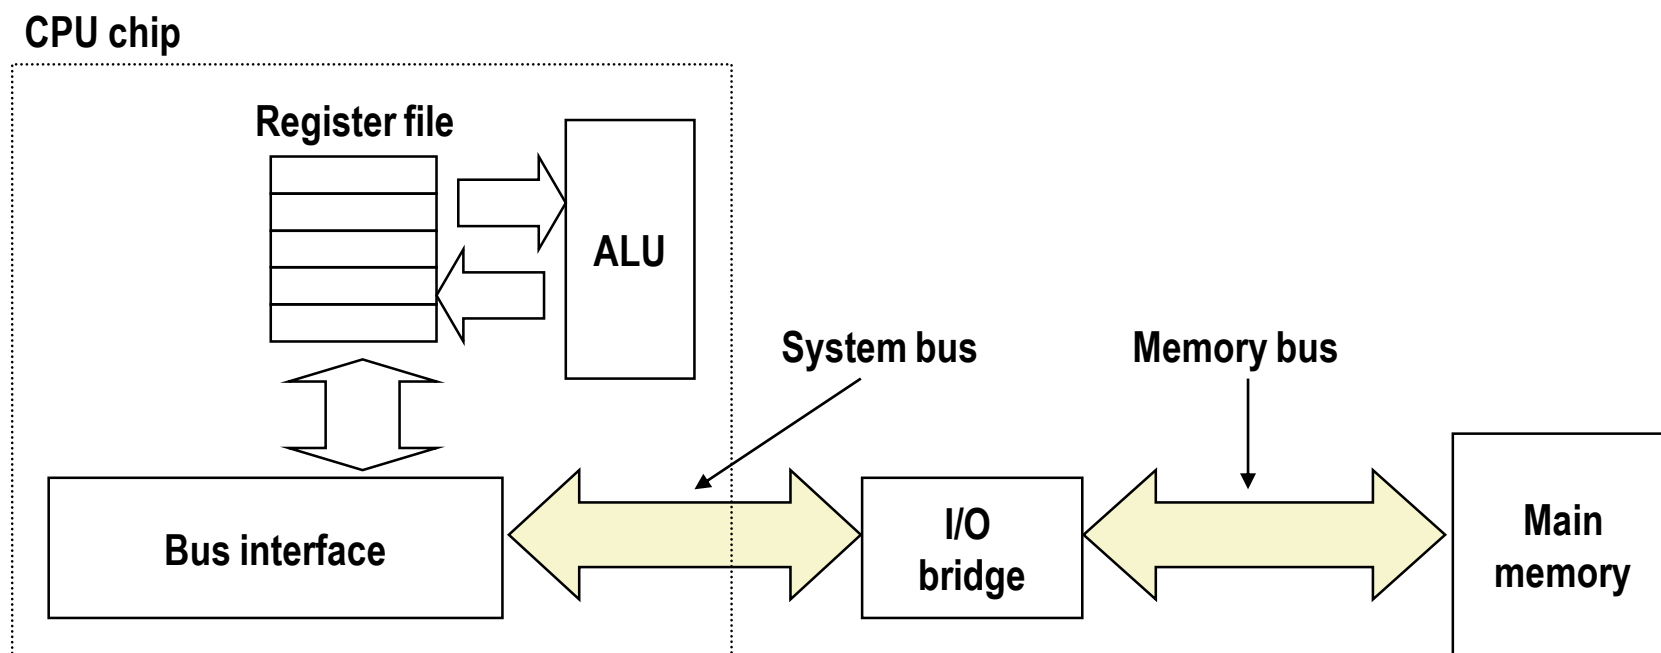 CPU chip
Register file
ALU
System bus
Memory bus
Bus interface
I/O
bridge
Main
memory